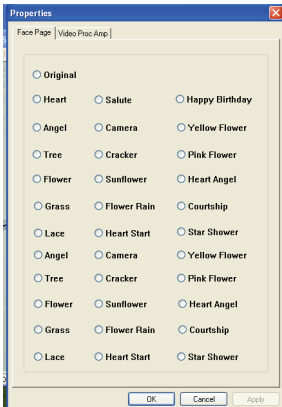 Properties
Face Page Video Proc Amp
Original
Heart Salute Happy Birthday
Angel Camera Yellow Flower
Tree Cracker Pink Flower
Flower Sunflower Heart Angel
Grass Flower Rain Courtship
Lace Heart Start Star Shower
Angel Camera Yellow Flower
Tree Cracker Pink Flower
Flower Sunflower Heart Angel
Grass Flower Rain Courtship
Lace Heart Start Star Shower
OK Cancel Apply